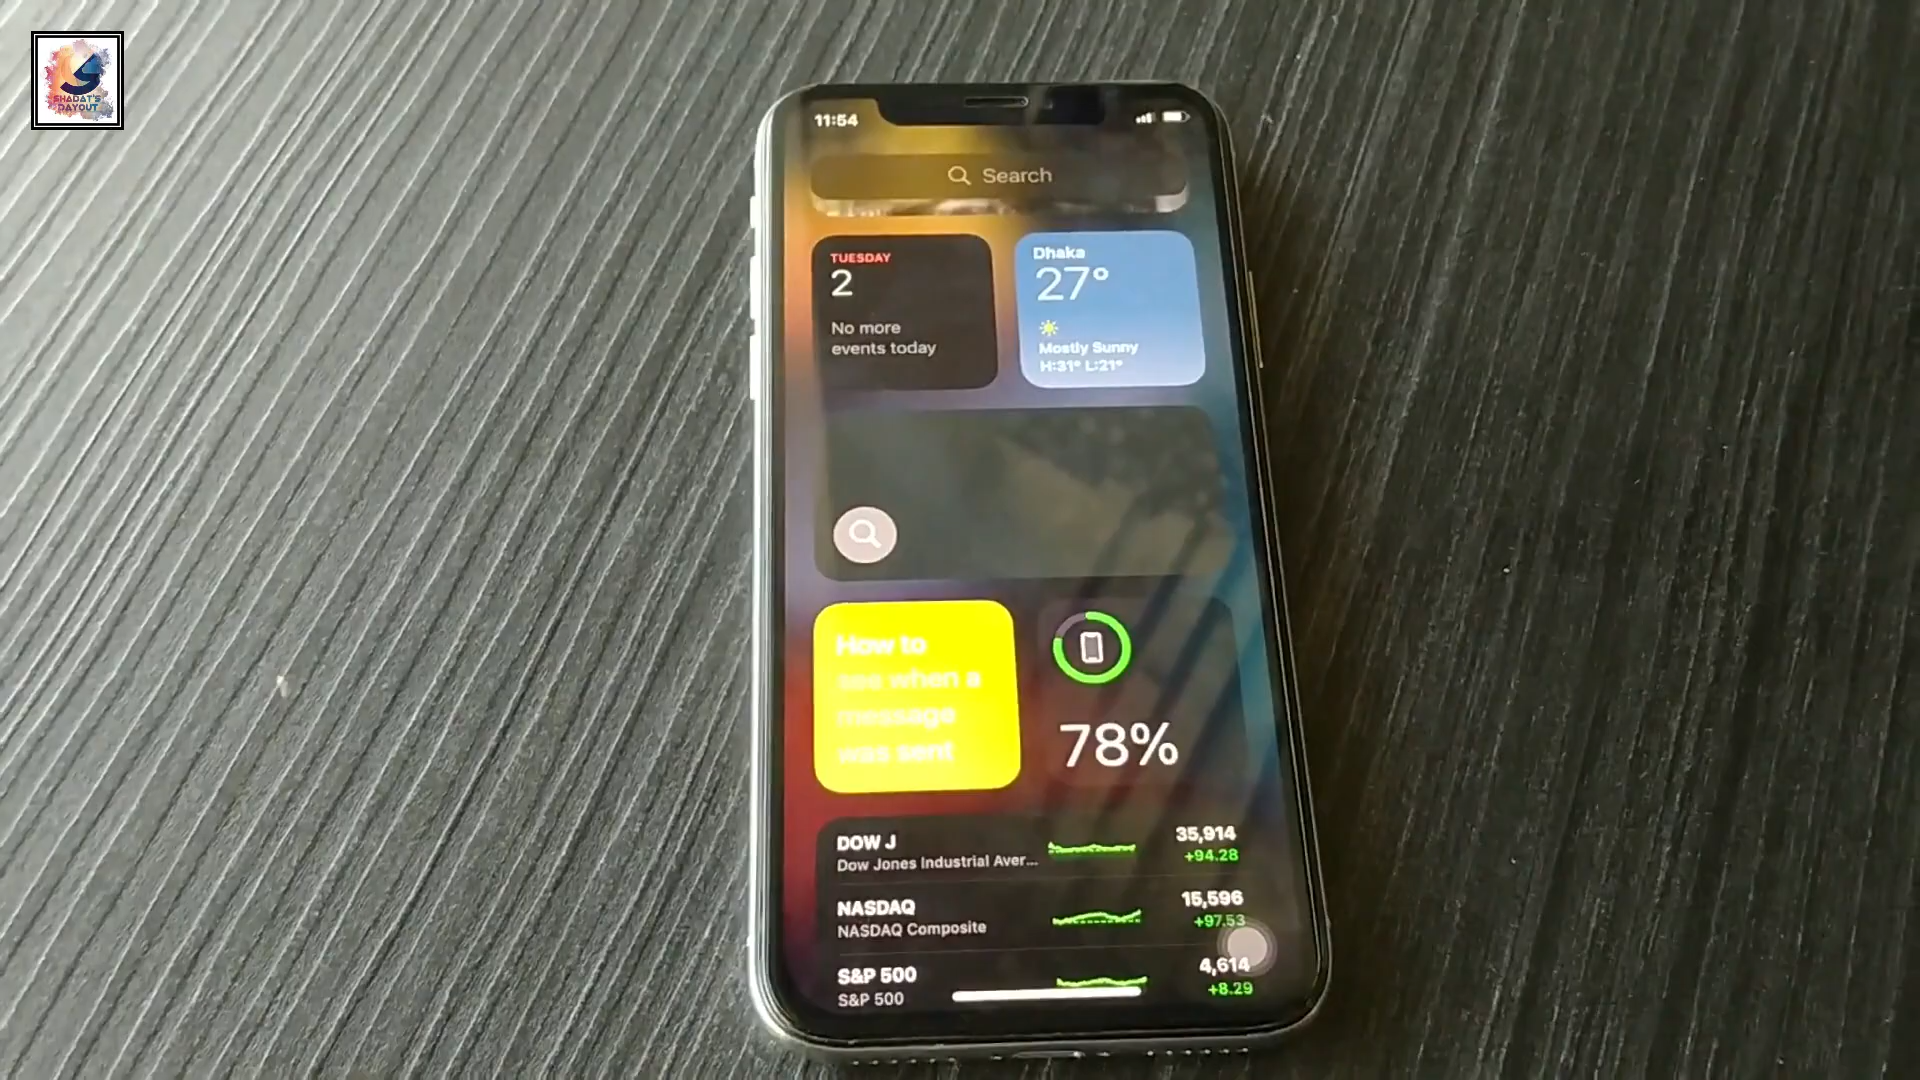 SHADAT'S
DAYOUT
11:54
Search
TUESDAY
2
No more
events today
Dhaka
27°
Mostly Sunny
H:31° L:21°
How to
see when a
message
was sent
78%
DOW J
Dow Jones Industrial Aver...
35,914
+94.28
NASDAQ
NASDAQ Composite
15,596
+97.53
S&P 500
S&P 500
4,614
+8.29